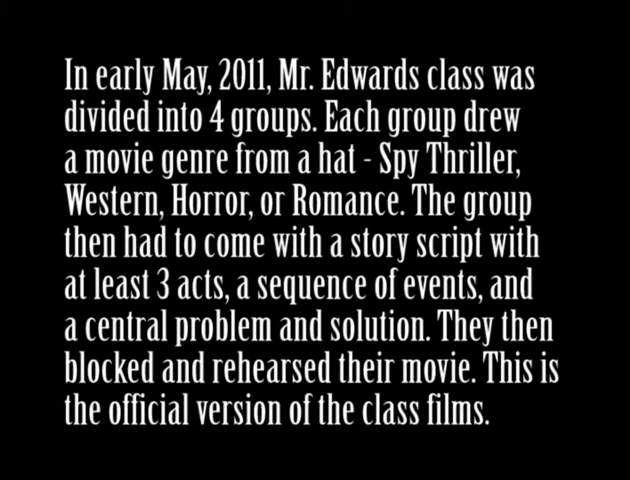 In early May, 2011, Mr. Edwards class was
divided into 4 groups. Each group drew
a movie genre from a hat - Spy Thriller,
Western, Horror, or Romance. The group
then had to come with a story script with
at least 3 acts, a sequence of events, and
a central problem and solution. They then
blocked and rehearsed their movie. This is
the official version of the class films.